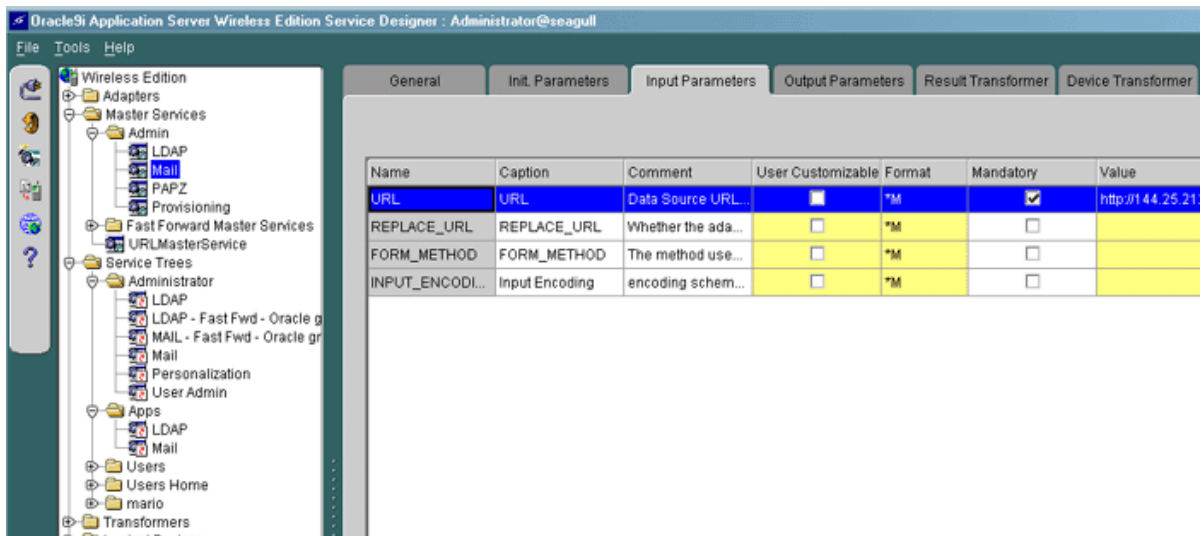 Oracle9i Application Server Wireless Edition Service Designer : Administrator@seagull
File Tools Help
Wireless Edition
Adapters
Master Services
Admin
LDAP
Mail
PAPZ
Provisioning
Fast Forward Master Services
URLMasterService
Service Trees
Administrator
LDAP
LDAP - Fast Fwd - Oracle g
MAIL - Fast Fwd - Oracle gr
Mail
Personalization
User Admin
Apps
LDAP
Mail
Users
Users Home
mario
Transformers
General Init. Parameters Input Parameters Output Parameters Result Transformer Device Transformer
Name Caption Comment User Customizable Format Mandatory Value
URL URL Data Source URL... *M http://144.25.21
REPLACE_URL REPLACE_URL Whether the ada... *M
FORM_METHOD FORM_METHOD The method use... *M
INPUT_ENCODI... Input Encoding encoding schem... *M